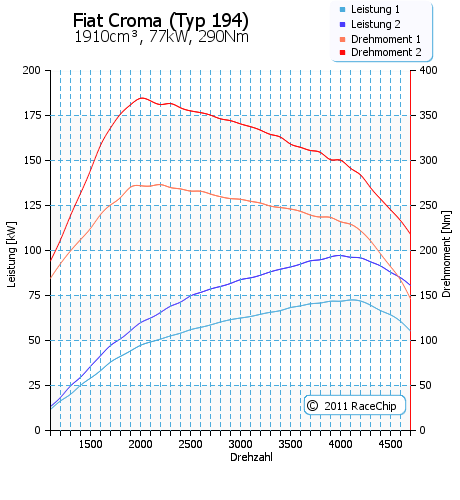 Fiat Croma (Typ 194)
1910cm³, 77kW, 290Nm
Leistung 1
Leistung 2
Drehmoment 1
Drehmoment 2
200
175
150
125
100
75
50
25
0
Leistung [kW]
400
350
300
250
200
150
100
50
0
Drehmoment [Nm]
1500 2000 2500 3000 3500 4000 4500
Drehzahl
© 2011 RaceChip